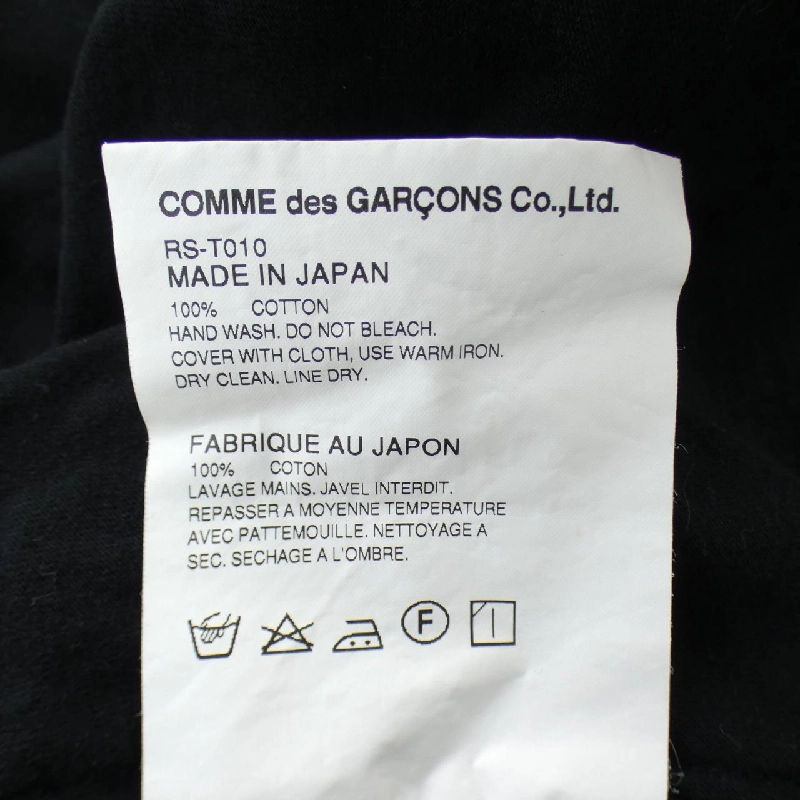 COMME des GARÇONS Co.,Ltd.
RS-T010
MADE IN JAPAN
100% COTTON
HAND WASH. DO NOT BLEACH.
COVER WITH CLOTH, USE WARM IRON.
DRY CLEAN. LINE DRY.
FABRIQUE AU JAPON
100% COTON
LAVAGE MAINS. JAVEL INTERDIT.
REPASSER A MOYENNE TEMPERATURE
AVEC PATTEMOUILLE. NETTOYAGE A
SEC. SECHAGE A L'OMBRE.
F